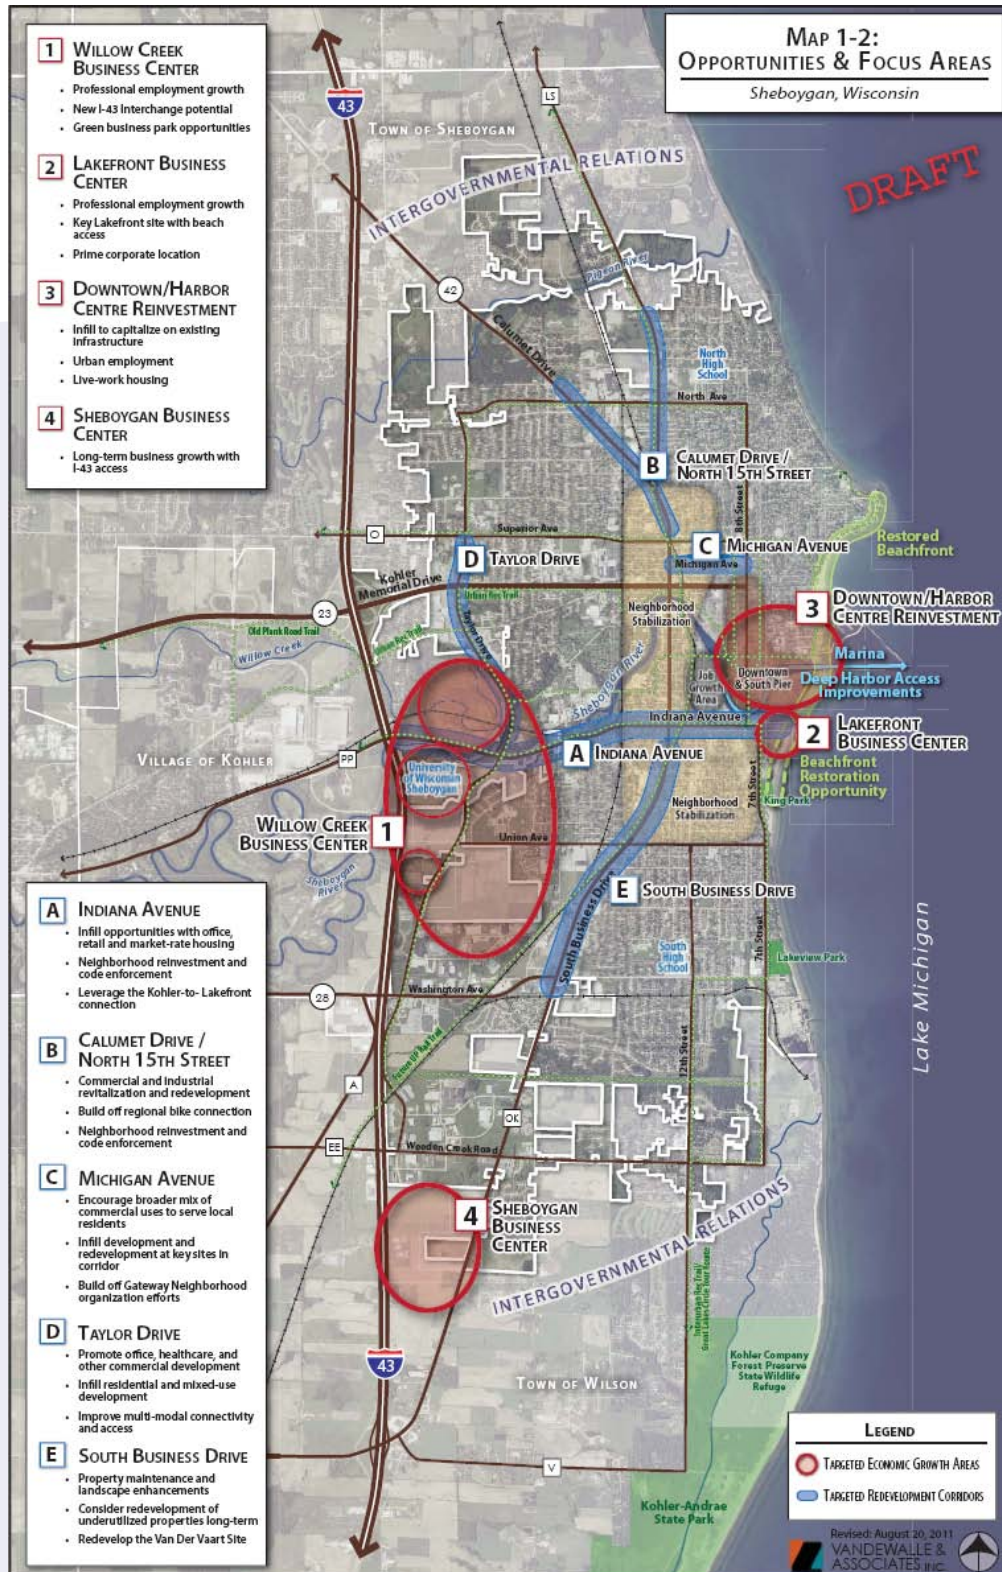 MAP 1-2:
OPPORTUNITIES & FOCUS AREAS
Sheboygan, Wisconsin
DRAFT
1 WILLOW CREEK
BUSINESS CENTER
• Professional employment growth
• New I-43 Interchange potential
• Green business park opportunities
2 LAKEFRONT BUSINESS
CENTER
• Professional employment growth
• Key Lakefront site with beach
access
• Prime corporate location
3 DOWNTOWN/HARBOR
CENTRE REINVESTMENT
• Infill to capitalize on existing
infrastructure
• Urban employment
• Live-work housing
4 SHEBOYGAN BUSINESS
CENTER
• Long-term business growth with
I-43 access
43
LS
TOWN OF SHEBOYGAN
INTERGOVERNMENTAL RELATIONS
Pigeon River
42
Calumet Drive
North
High
School
North Ave
B CALUMET DRIVE /
NORTH 15TH STREET
8th Street
Superior Ave
O
C MICHIGAN AVENUE
Michigan Ave
Restored
Beachfront
D TAYLOR DRIVE
Kohler
Memorial Drive
23
Urban Rec Trail
Taylor Drive
Old Plank Road Trail
Urban Rec Trail
Willow Creek
Neighborhood
Stabilization
3 DOWNTOWN/HARBOR
CENTRE REINVESTMENT
Marina
Deep Harbor Access
Improvements
Downtown
& South Pier
Job
Growth
Area
Sheboygan River
Indiana Avenue
A INDIANA AVENUE
2 LAKEFRONT
BUSINESS CENTER
Beachfront
Restoration
Opportunity
King Park
7th Street
VILLAGE OF KOHLER
PP
University
of Wisconsin
Sheboygan
Neighborhood
Stabilization
1 WILLOW CREEK
BUSINESS CENTER
Union Ave
Sheboygan
River
E SOUTH BUSINESS DRIVE
South Business Drive
South
High
School
7th Street
Lakeview Park
Lake Michigan
Washington Ave
28
Future UP Rail Trail
12th Street
A
OK
EE
Weeden Creek Road
4 SHEBOYGAN
BUSINESS
CENTER
INTERGOVERNMENTAL RELATIONS
Interurban Rec Trail/
Great Lakes Circle Tour Route
43
TOWN OF WILSON
Kohler Company
Forest Preserve
State Wildlife
Refuge
V
Kohler-Andrae
State Park
A INDIANA AVENUE
• Infill opportunities with office,
retail and market-rate housing
• Neighborhood reinvestment and
code enforcement
• Leverage the Kohler-to- Lakefront
connection
B CALUMET DRIVE /
NORTH 15TH STREET
• Commercial and industrial
revitalization and redevelopment
• Build off regional bike connection
• Neighborhood reinvestment and
code enforcement
C MICHIGAN AVENUE
• Encourage broader mix of
commercial uses to serve local
residents
• Infill development and
redevelopment at key sites in
corridor
• Build off Gateway Neighborhood
organization efforts
D TAYLOR DRIVE
• Promote office, healthcare, and
other commercial development
• Infill residential and mixed-use
development
• Improve multi-modal connectivity
and access
E SOUTH BUSINESS DRIVE
• Property maintenance and
landscape enhancements
• Consider redevelopment of
underutilized properties long-term
• Redevelop the Van Der Vaart Site
LEGEND
TARGETED ECONOMIC GROWTH AREAS
TARGETED REDEVELOPMENT CORRIDORS
Revised: August 20, 2011
VANDEWALLE &
ASSOCIATES INC.